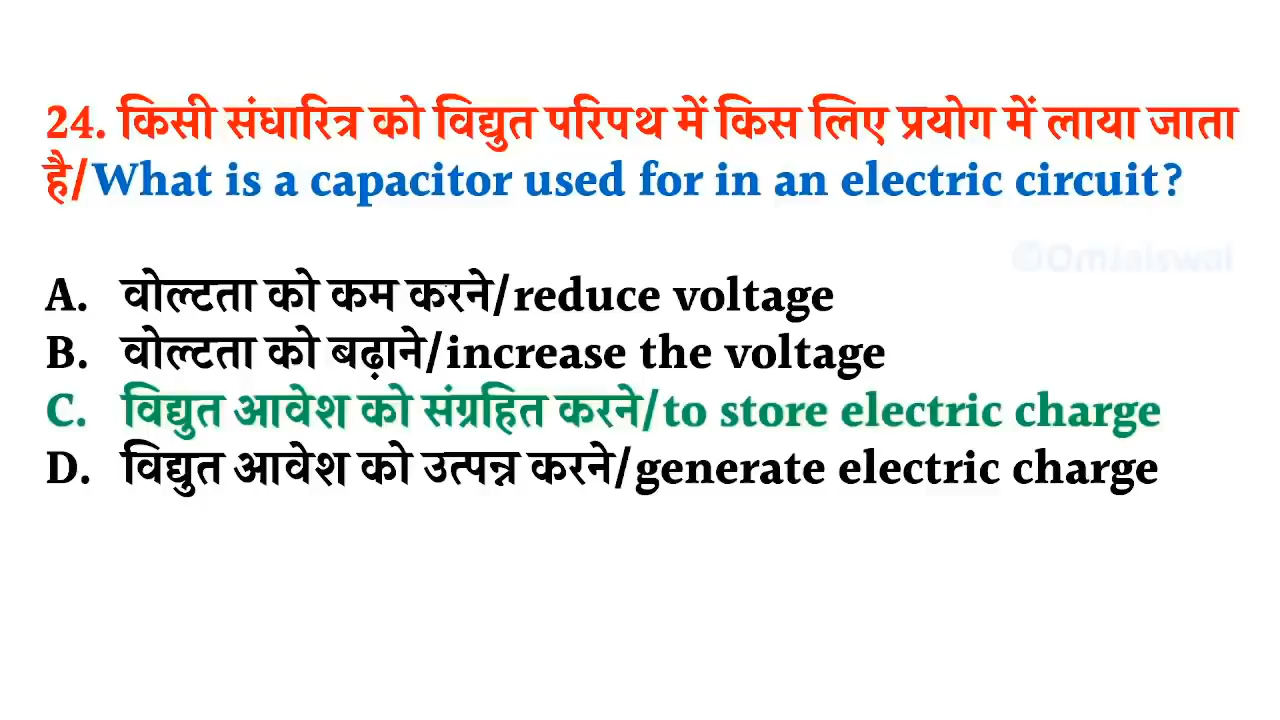 24. किसी संधारित्र को विद्युत परिपथ में किस लिए प्रयोग में लाया जाता
है/What is a capacitor used for in an electric circuit?
@OmJaiswal
A. वोल्टता को कम करने/reduce voltage
B. वोल्टता को बढ़ाने/increase the voltage
C. विद्युत आवेश को संग्रहित करने/to store electric charge
D. विद्युत आवेश को उत्पन्न करने/generate electric charge